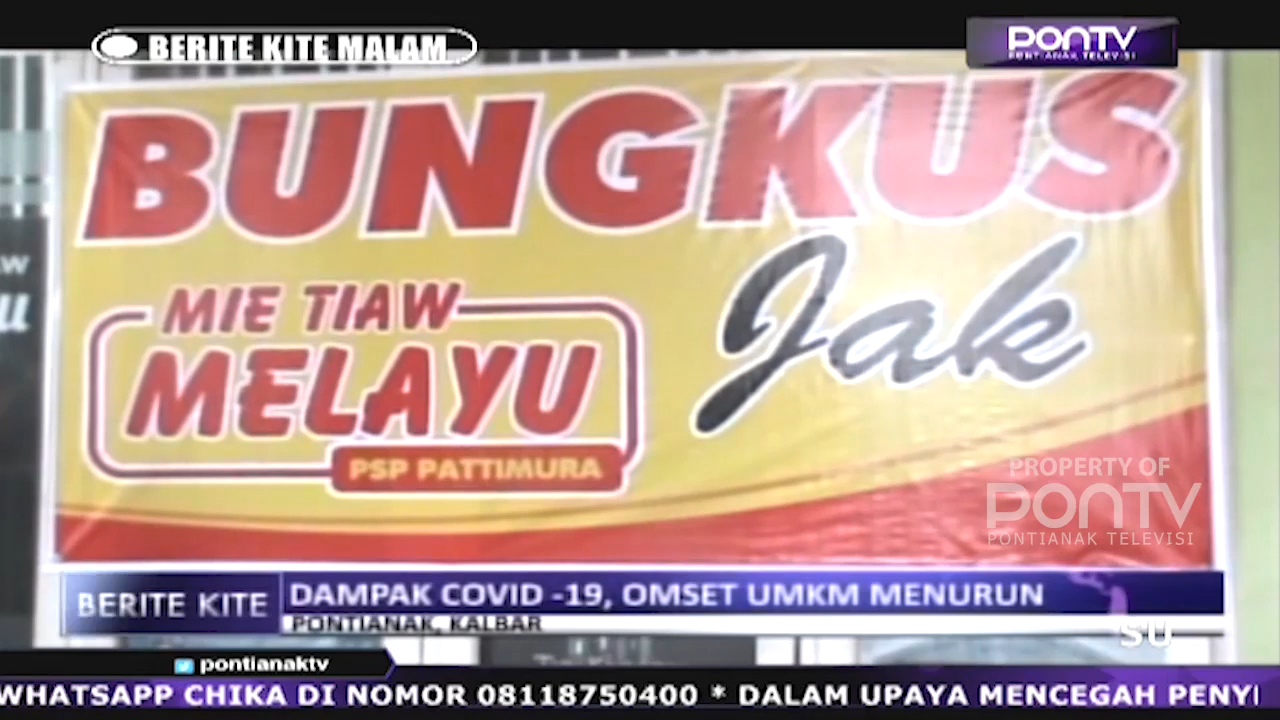 BERITE KITE MALAM
PONTV
PONTIANAK TELEVISI
BUNGKUS
Jak
MIE TIAW
MELAYU
PSP PATTIMURA
PROPERTY OF
PONTV
PONTIANAK TELEVISI
BERITE KITE
DAMPAK COVID -19, OMSET UMKM MENURUN
PONTIANAK, KALBAR
SU
pontianaktv
WHATSAPP CHIKA DI NOMOR 08118750400 * DALAM UPAYA MENCEGAH PENYI